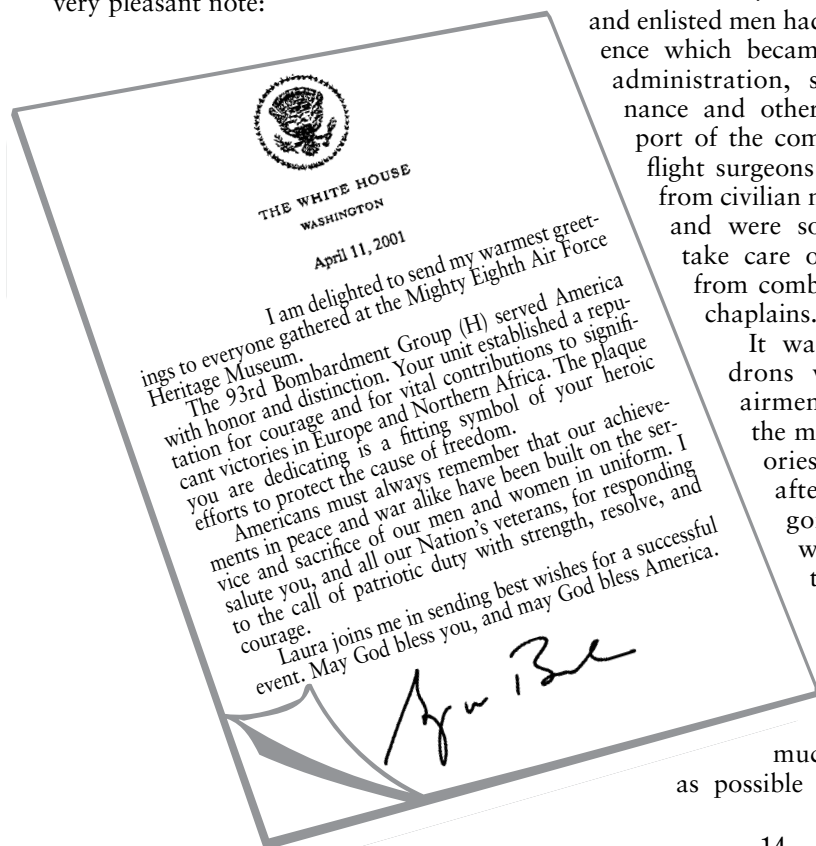 very pleasant note:
THE WHITE HOUSE
WASHINGTON
April 11, 2001
I am delighted to send my warmest greet-
ings to everyone gathered at the Mighty Eighth Air Force
Heritage Museum.
The 93rd Bombardment Group (H) served America
with honor and distinction. Your unit established a repu-
tation for courage and for vital contributions to signifi-
cant victories in Europe and Northern Africa. The plaque
you are dedicating is a fitting symbol of your heroic
efforts to protect the cause of freedom.
Americans must always remember that our achieve-
ments in peace and war alike have been built on the ser-
vice and sacrifice of our men and women in uniform. I
salute you, and all our Nation's veterans, for responding
to the call of patriotic duty with strength, resolve, and
courage.
Laura joins me in sending best wishes for a successful
event. May God bless you, and may God bless America.
and enlisted men had
ence which becam
administration, s
nance and other
port of the com
flight surgeons
from civilian
and were so
take care o
from comb
chaplains.
It wa
drons
airmen
the m
ories
afte
go
w
t
muc
as possible
14